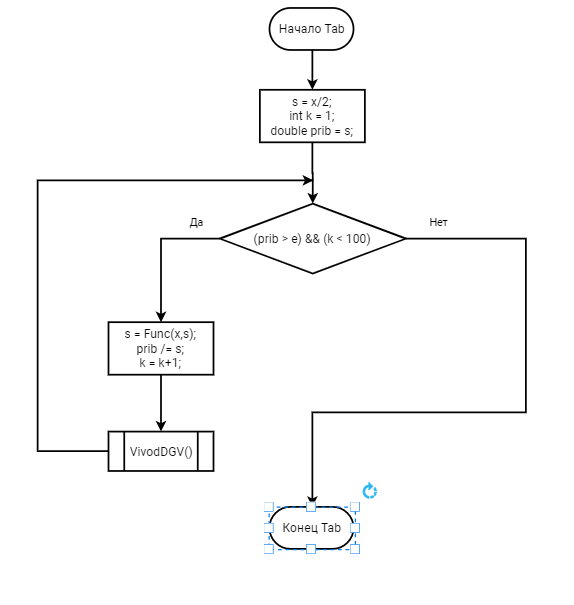 Начало Tab
s = x/2;
int k = 1;
double prib = s;
Да
Нет
(prib > e) && (k < 100)
s = Func(x,s);
prib /= s;
k = k+1;
VivodDGV()
Конец Tab